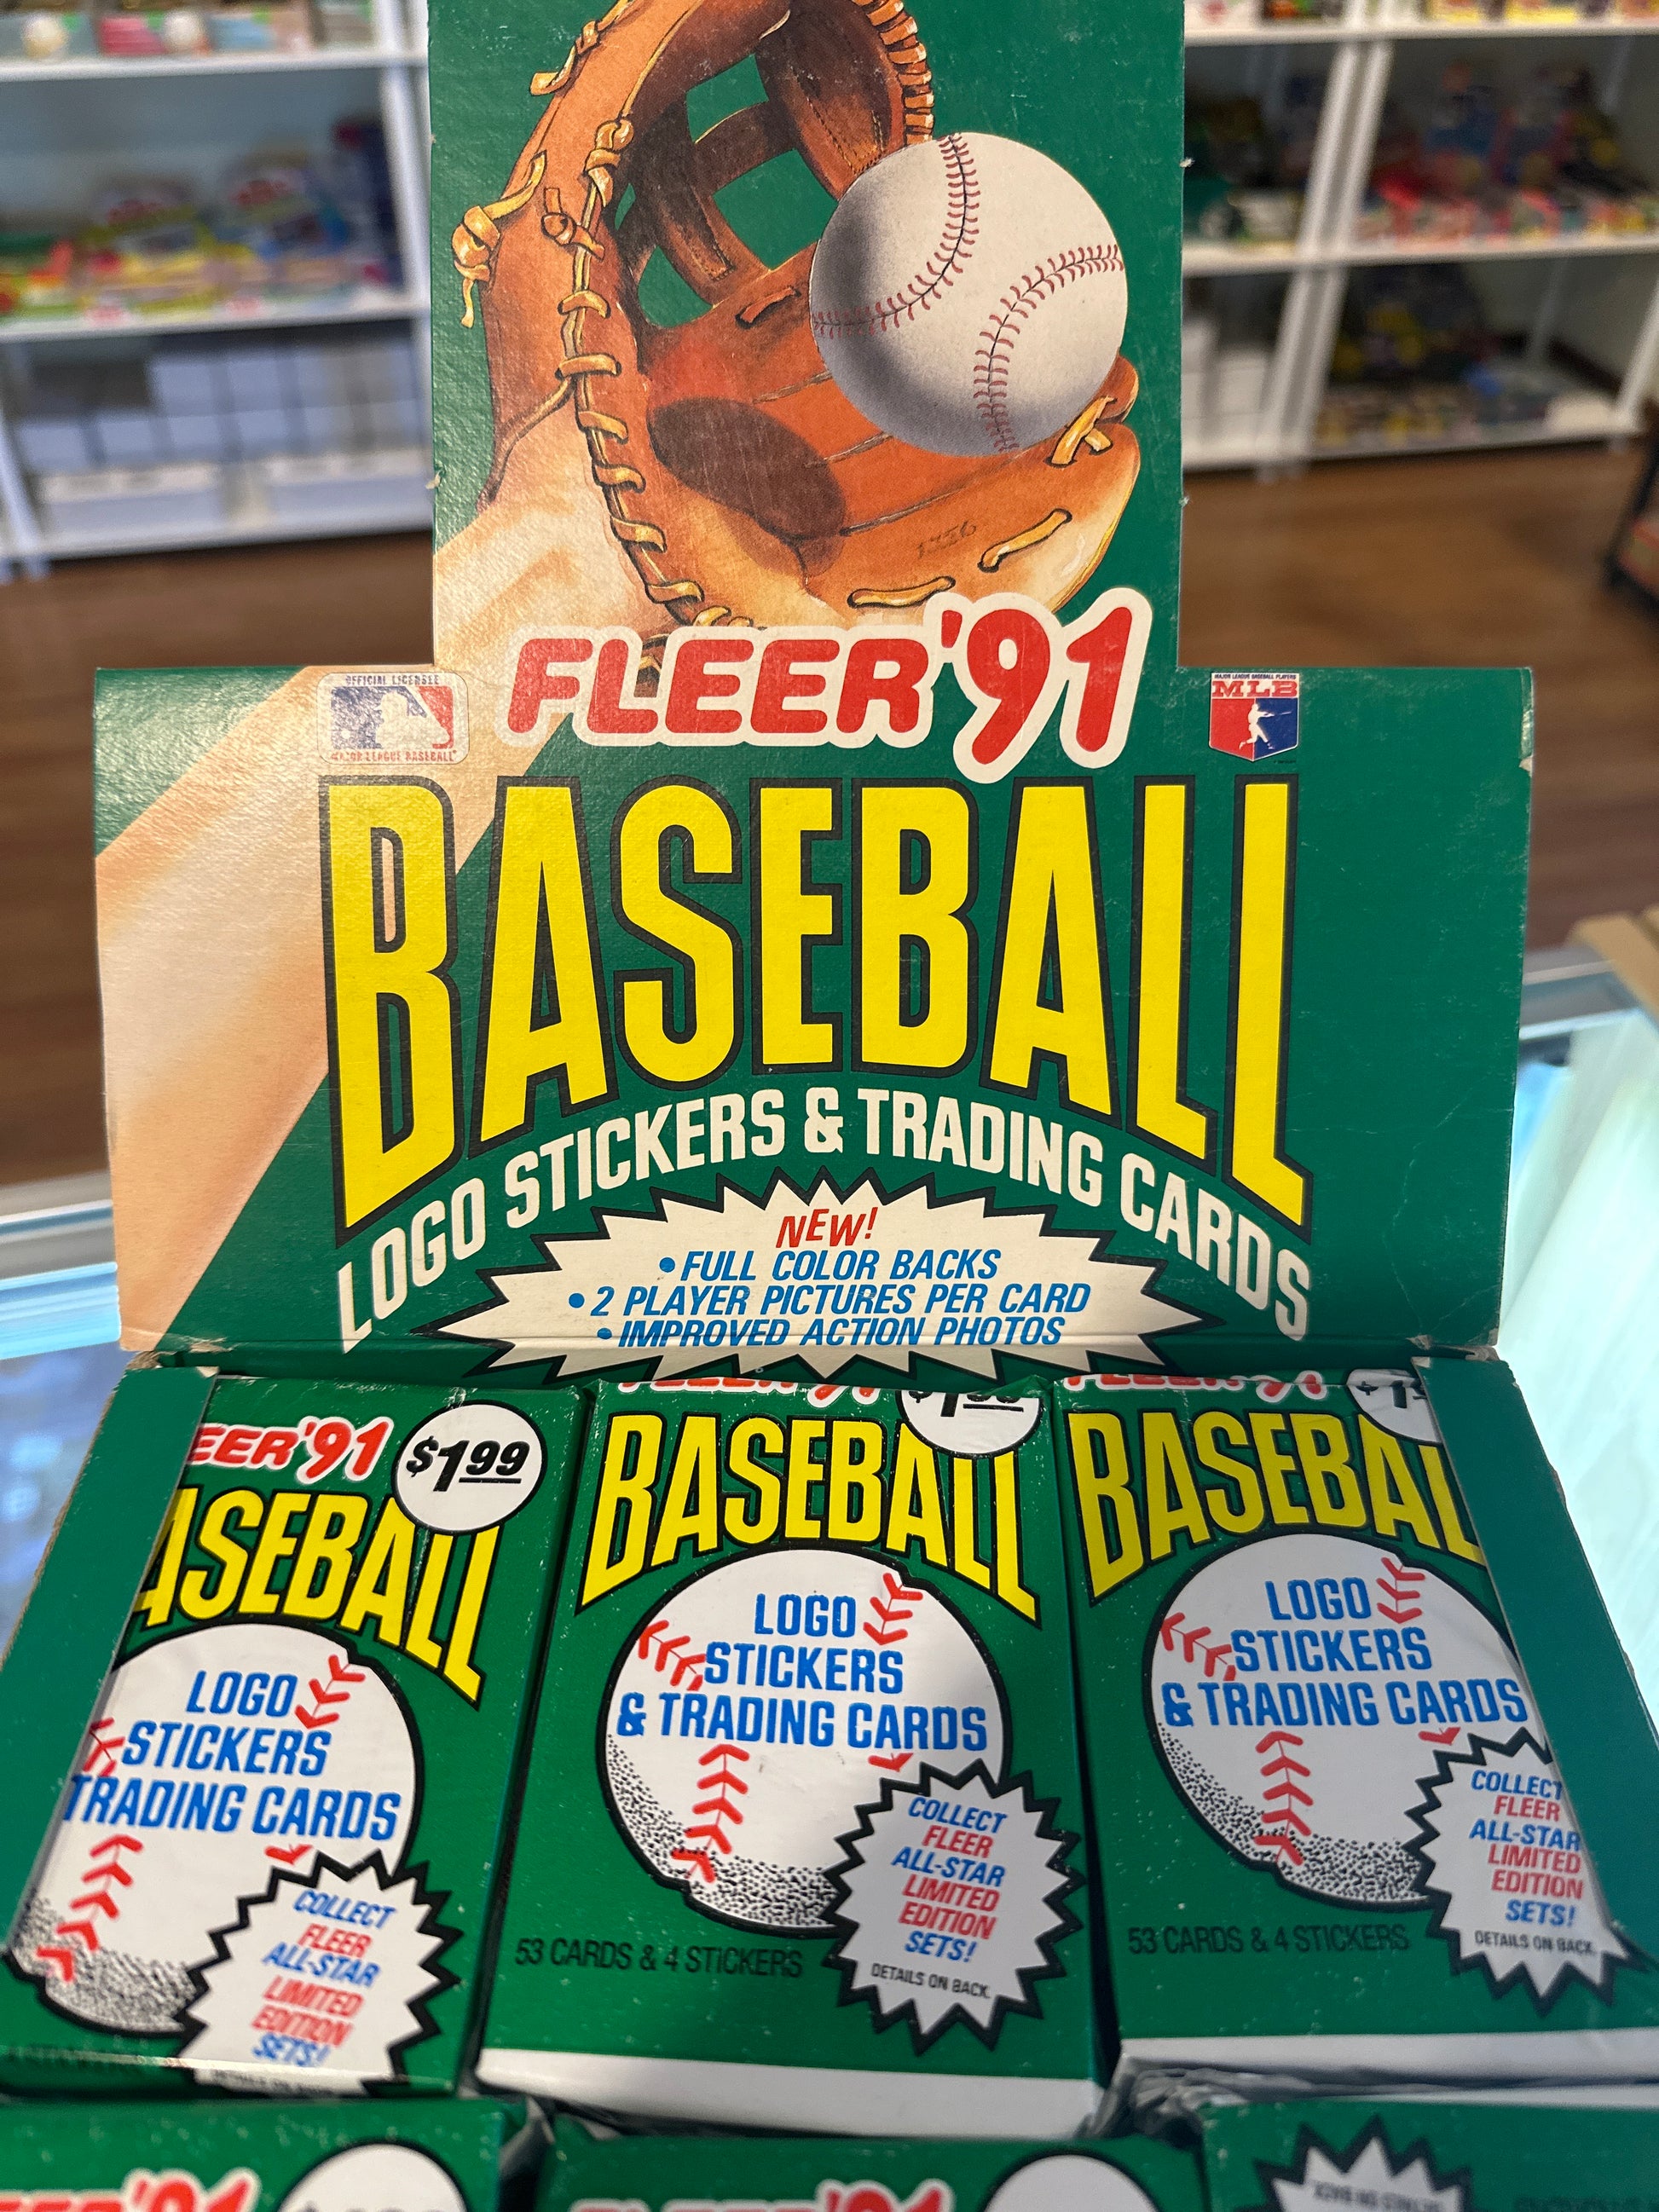 FLEER '91
OFFICIAL LICENSEE
MAJOR LEAGUE BASEBALL
MAJOR LEAGUE BASEBALL PLAYERS
MLB
BASEBALL
LOGO STICKERS & TRADING CARDS
NEW!
• FULL COLOR BACKS
• 2 PLAYER PICTURES PER CARD
• IMPROVED ACTION PHOTOS
EER '91
$1.99
ASEBALL
LOGO
STICKERS
TRADING CARDS
COLLECT
FLEER
ALL-STAR
LIMITED
EDITION
SETS!
BASEBALL
LOGO
STICKERS
& TRADING CARDS
COLLECT
FLEER
ALL-STAR
LIMITED
EDITION
SETS!
DETAILS ON BACK.
53 CARDS & 4 STICKERS
BASEBAL
LOGO
STICKERS
& TRADING CARDS
COLLECT
FLEER
ALL-STAR
LIMITED
EDITION
SETS!
DETAILS ON BACK.
53 CARDS & 4 STICKERS